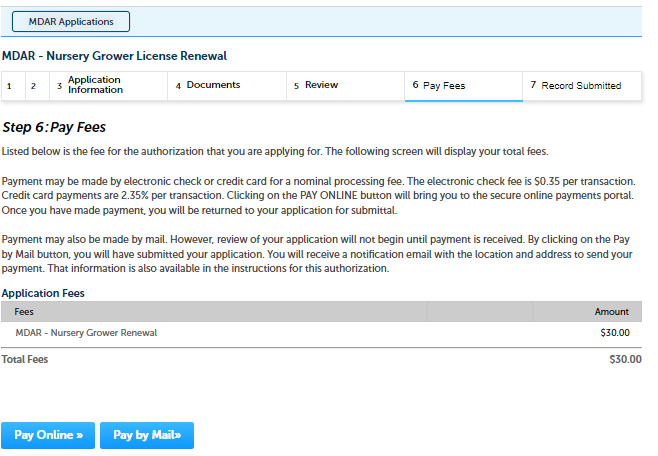 MDAR Applications
MDAR - Nursery Grower License Renewal
1
2
3 Application Information
4 Documents
5 Review
6 Pay Fees
7 Record Submitted
Step 6:Pay Fees
Listed below is the fee for the authorization that you are applying for. The following screen will display your total fees.
Payment may be made by electronic check or credit card for a nominal processing fee. The electronic check fee is $0.35 per transaction.
Credit card payments are 2.35% per transaction. Clicking on the PAY ONLINE button will bring you to the secure online payments portal.
Once you have made payment, you will be returned to your application for submittal.
Payment may also be made by mail. However, review of your application will not begin until payment is received. By clicking on the Pay
by Mail button, you will have submitted your application. You will receive a notification email with the location and address to send your
payment. That information is also available in the instructions for this authorization.
Application Fees
Fees Amount
MDAR - Nursery Grower Renewal $30.00
Total Fees $30.00
Pay Online » Pay by Mail»